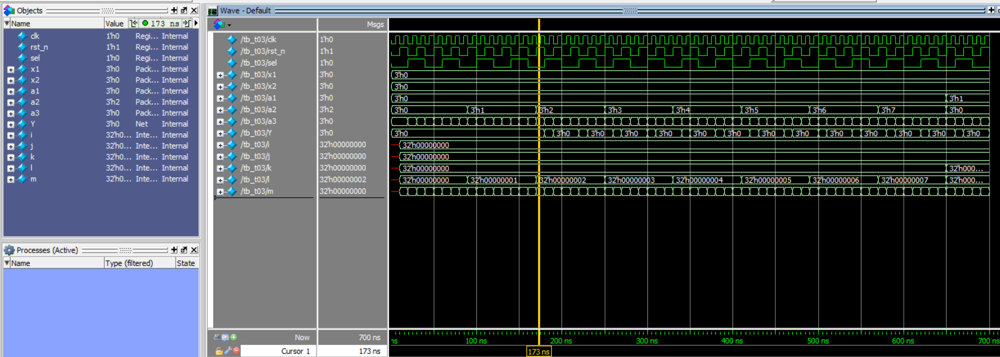 Objects
Name Value 173 ns
clk 1'h0 Regi... Internal
rst_n 1'h1 Regi... Internal
sel 1'h0 Regi... Internal
x1 3'h0 Pack... Internal
x2 3'h0 Pack... Internal
a1 3'h0 Pack... Internal
a2 3'h2 Pack... Internal
a3 3'h0 Pack... Internal
Y 3'h0 Net Internal
i 32'h0... Inte... Internal
j 32'h0... Inte... Internal
k 32'h0... Inte... Internal
l 32'h0... Inte... Internal
m 32'h0... Inte... Internal
Processes (Active)
Name Type (filtered) State
Wave - Default
Msgs
/tb_t03/clk 1'h0
/tb_t03/rst_n 1'h1
/tb_t03/sel 1'h0
/tb_t03/x1 3'h0 3'h0
/tb_t03/x2 3'h0 3'h0
/tb_t03/a1 3'h0 3'h0 3'h1
/tb_t03/a2 3'h2 3'h0 3'h1 3'h2 3'h3 3'h4 3'h5 3'h6 3'h7 3'h0
/tb_t03/a3 3'h0
/tb_t03/Y 3'h0 3'h0 3'h0 3'h0 3'h0 3'h0 3'h0 3'h0 3'h0 3'h0 3'h0 3'h0 3'h0 3'h0 3'h0
/tb_t03/i 32'h00000000 32'h00000000
/tb_t03/j 32'h00000000 32'h00000000
/tb_t03/k 32'h00000000 32'h00000000 32'h000...
/tb_t03/l 32'h00000002 32'h00000000 32'h00000001 32'h00000002 32'h00000003 32'h00000004 32'h00000005 32'h00000006 32'h00000007 32'h000...
/tb_t03/m 32'h00000000
Now 700 ns ns 100 ns 200 ns 300 ns 400 ns 500 ns 600 ns 700 ns
Cursor 1 173 ns 173 ns